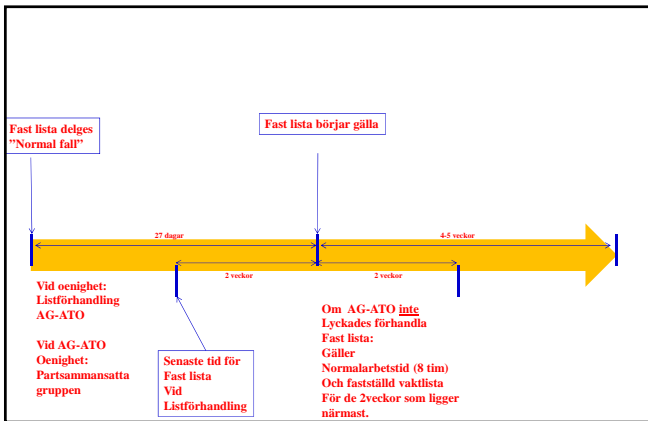 Fast lista delges
”Normal fall”
Fast lista börjar gälla
27 dagar
4-5 veckor
2 veckor
2 veckor
Vid oenighet:
Listförhandling
AG-ATO
Vid AG-ATO
Oenighet:
Partsammansatta
gruppen
Senaste tid för
Fast lista
Vid
Listförhandling
Om AG-ATO inte
Lyckades förhandla
Fast lista:
Gäller
Normalarbetstid (8 tim)
Och fastställd vaktlista
För de 2veckor som ligger
närmast.